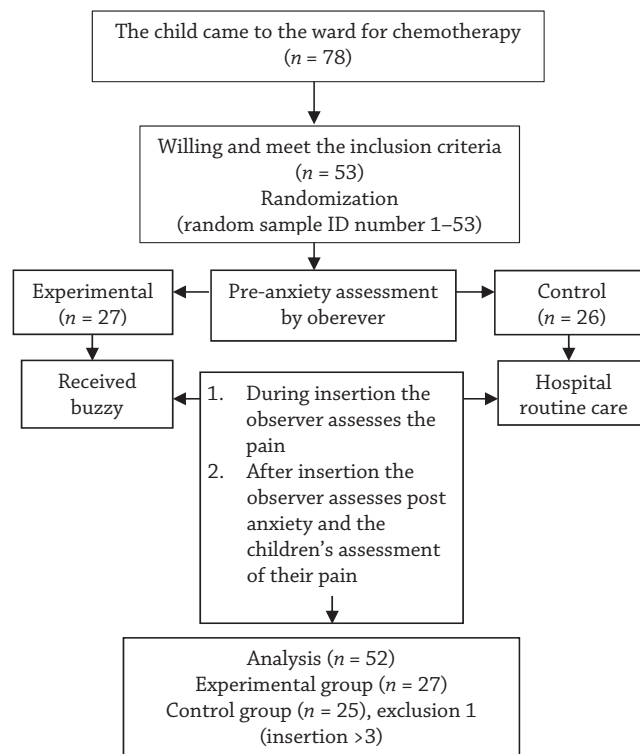 The child came to the ward for chemotherapy
(n = 78)
Willing and meet the inclusion criteria
(n = 53)
Randomization
(random sample ID number 1–53)
Experimental
(n = 27)
Pre-anxiety assessment
by oberever
Control
(n = 26)
Received
buzzy
1. During insertion the
observer assesses the
pain
2. After insertion the
observer assesses post
anxiety and the
children's assessment
of their pain
Hospital
routine care
Analysis (n = 52)
Experimental group (n = 27)
Control group (n = 25), exclusion 1
(insertion >3)